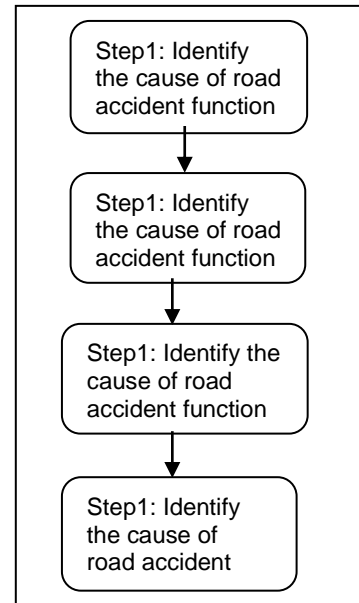 Step1: Identify
the cause of road
accident function
Step1: Identify
the cause of road
accident function
Step1: Identify the
cause of road
accident function
Step1: Identify
the cause of
road accident